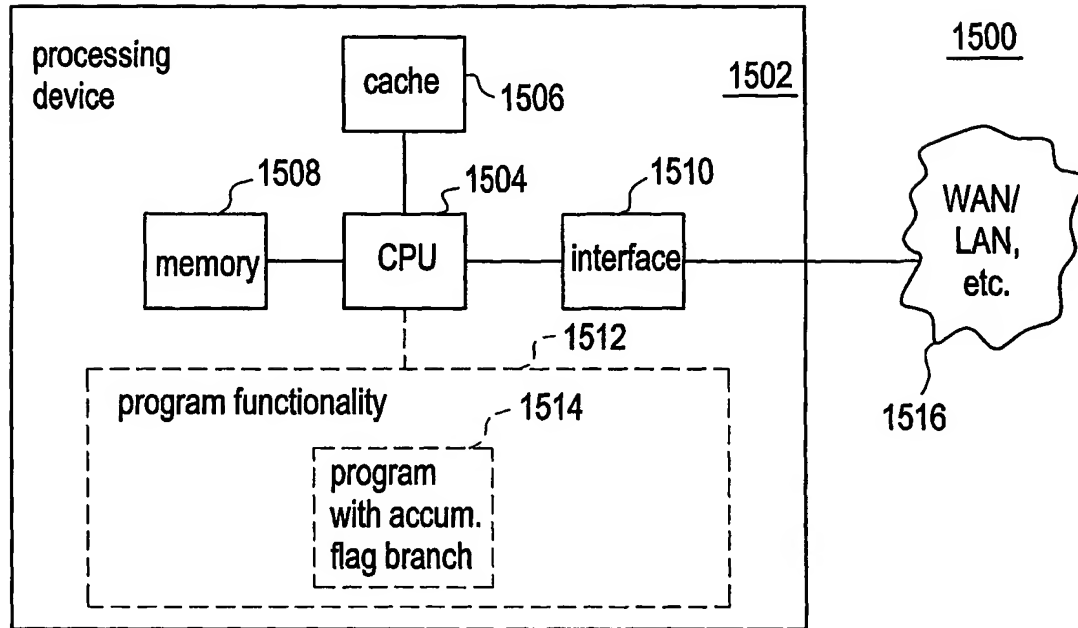 processing
device
cache
1506
1502
1500
1508
1504
1510
memory
CPU
interface
WAN/
LAN,
etc.
1512
program functionality
1514
program
with accum.
flag branch
1516